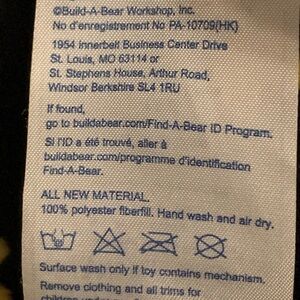 ©Build-A-Bear Workshop, Inc.
No d'enregistrement No PA-10709(HK)
1954 Innerbelt Business Center Drive
St. Louis, MO 63114 or
St. Stephens House, Arthur Road,
Windsor Berkshire SL4 1RU
If found,
go to buildabear.com/Find-A-Bear ID Program.
Si l'ID a été trouvé, aller à
buildabear.com/programme d'identification
Find-A-Bear.
ALL NEW MATERIAL.
100% polyester fiberfill. Hand wash and air dry.
Surface wash only if toy contains mechanism.
Remove clothing and all trims for
children under